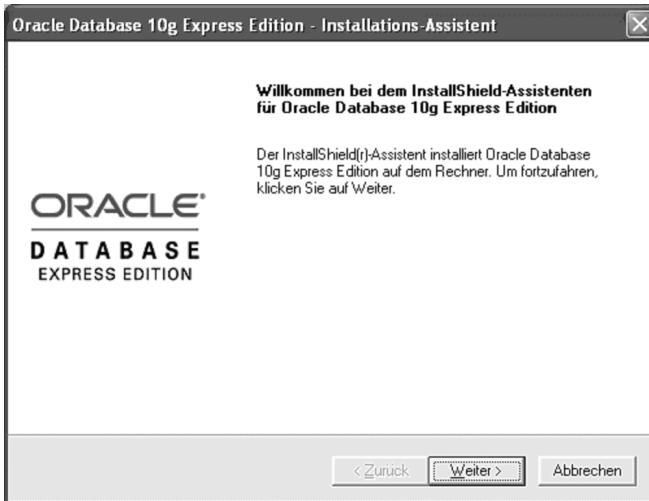 Oracle Database 10g Express Edition - Installations-Assistent
Willkommen bei dem InstallShield-Assistenten
für Oracle Database 10g Express Edition
Der InstallShield(r)-Assistent installiert Oracle Database
10g Express Edition auf dem Rechner. Um fortzufahren,
klicken Sie auf Weiter.
ORACLE
DATABASE
EXPRESS EDITION
< Zurück
Weiter >
Abbrechen